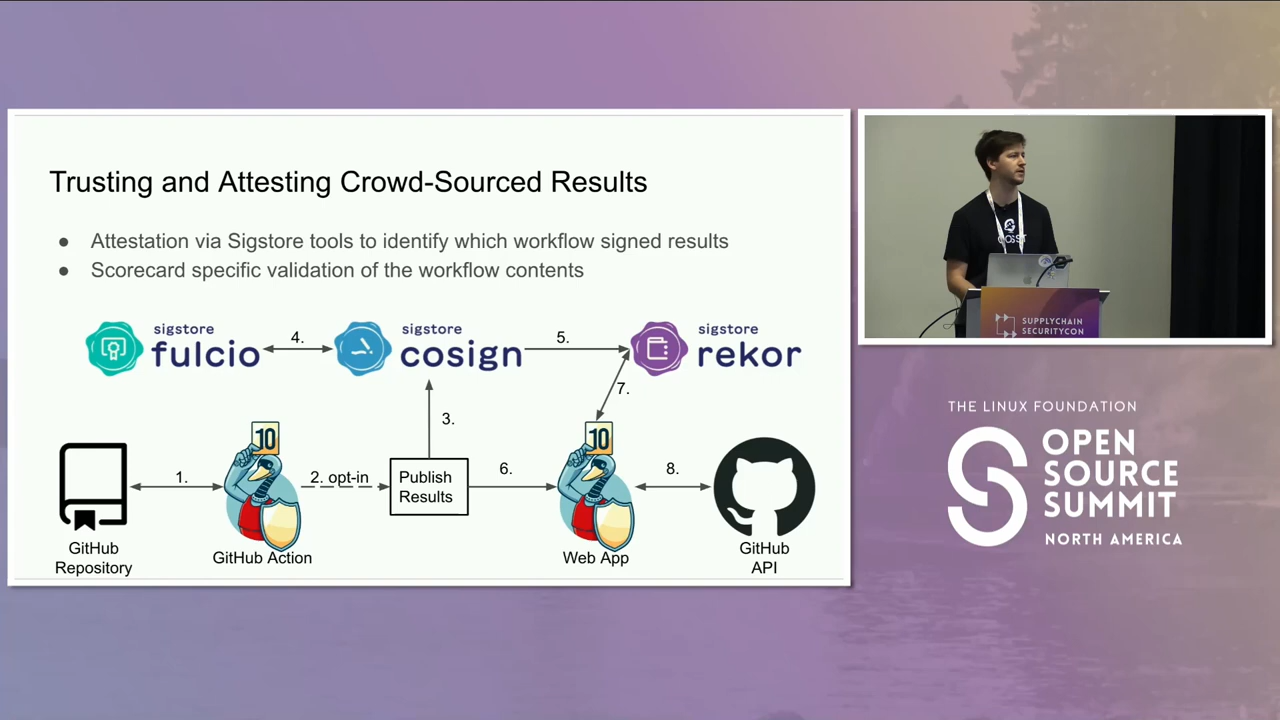 Trusting and Attesting Crowd-Sourced Results
● Attestation via Sigstore tools to identify which workflow signed results
● Scorecard specific validation of the workflow contents
sigstore
fulcio
4.
sigstore
cosign
5.
sigstore
rekor
7.
3.
10
10
1.
2. opt-in
Publish
Results
6.
8.
GitHub
Repository
GitHub Action
Web App
GitHub
API
SUPPLYCHAIN
SECURITYCON
THE LINUX FOUNDATION
OPEN
SOURCE
SUMMIT
NORTH AMERICA